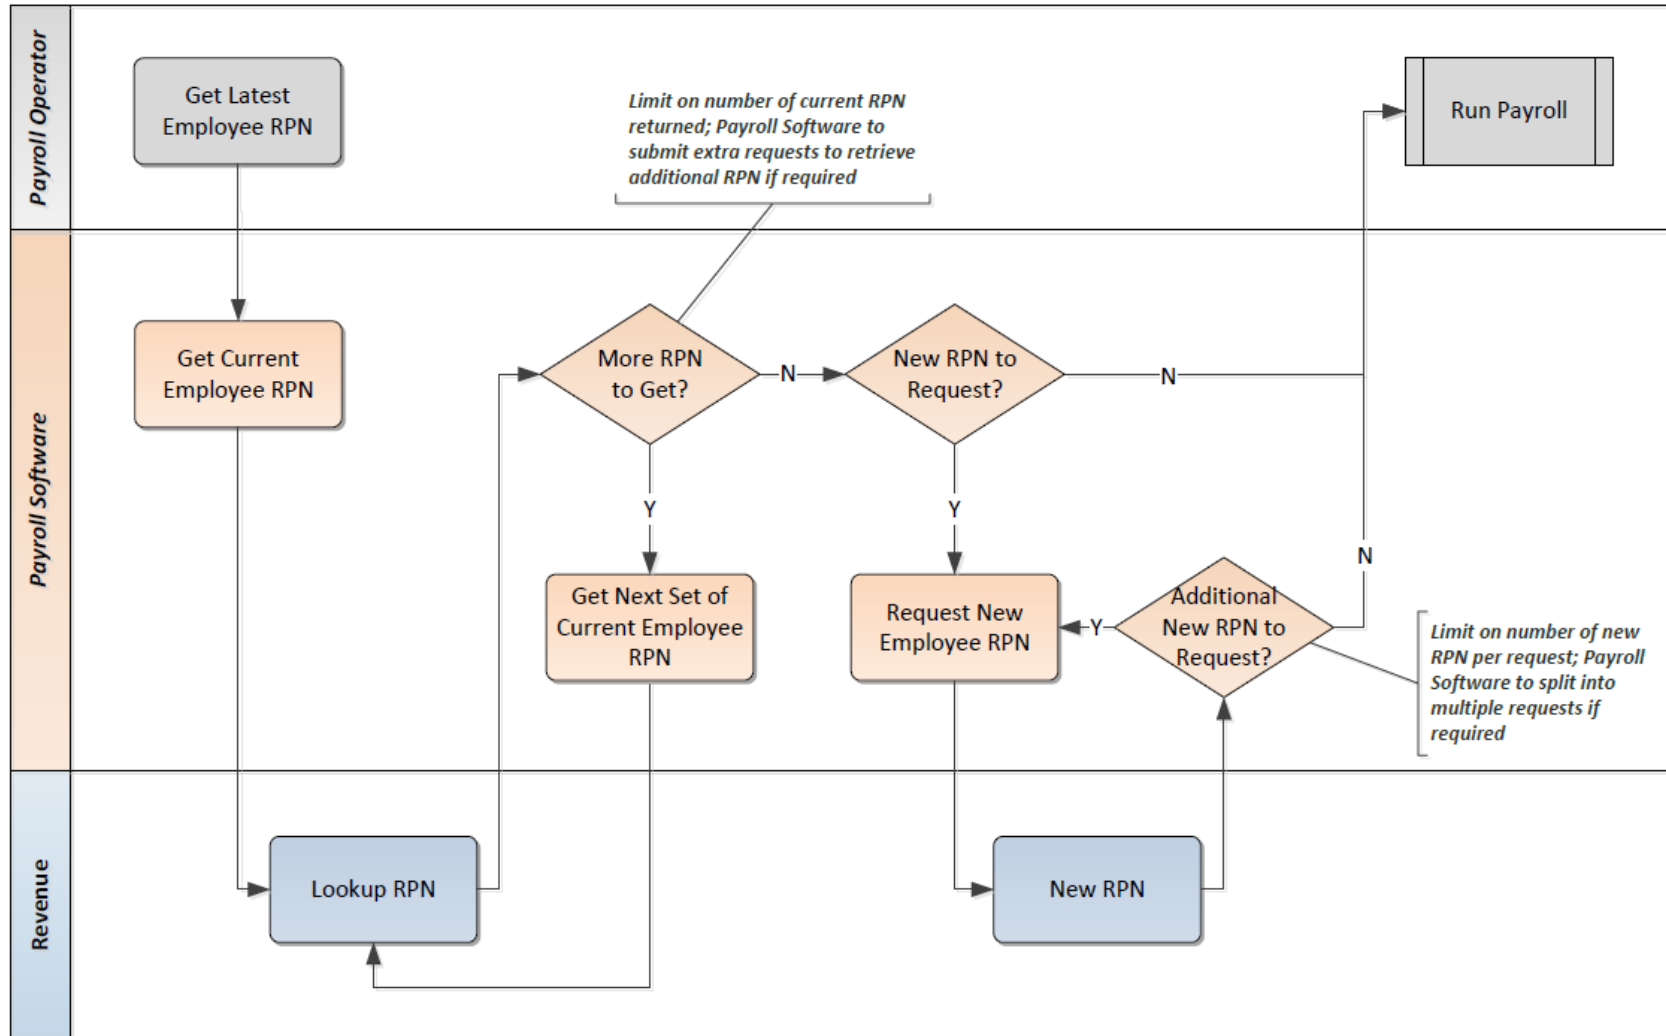 Payroll Operator
Get Latest
Employee RPN
Limit on number of current RPN
returned; Payroll Software to
submit extra requests to retrieve
additional RPN if required
Run Payroll
Payroll Software
Get Current
Employee RPN
More RPN
to Get?
N
New RPN to
Request?
N
Y
Y
N
Get Next Set of
Current Employee
RPN
Request New
Employee RPN
Y
Additional
New RPN to
Request?
Limit on number of new
RPN per request; Payroll
Software to split into
multiple requests if
required
Revenue
Lookup RPN
New RPN